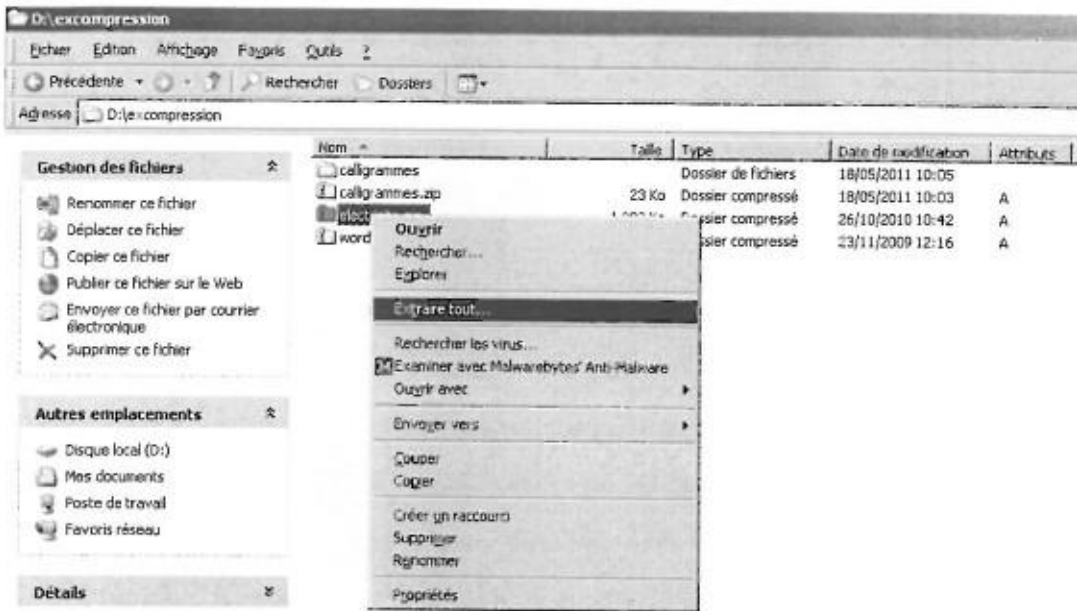 D:\excompression
Fichier Edition Affichage Favoris Outils ?
Précédente Rechercher Dossiers
Adresse D:\excompression
Nom Taille Type Date de modification Attributs
Gestion des fichiers
Renommer ce fichier
Déplacer ce fichier
Copier ce fichier
Publier ce fichier sur le Web
Envoyer ce fichier par courrier
électronique
Supprimer ce fichier
Autres emplacements
Disque local (D:)
Mes documents
Poste de travail
Favoris réseau
Détails
calligrammes Dossier de fichiers 18/05/2011 10:05
calligrammes.zip 23 Ko Dossier compressé 18/05/2011 10:03 A
elect ssier compressé 26/10/2010 10:42 A
word ssier compressé 23/11/2009 12:16 A
Ouvrir
Rechercher...
Explorer
Extraire tout...
Rechercher les virus...
Examiner avec Malwarebytes' Anti-Malware
Ouvrir avec
Envoyer vers
Couper
Copier
Créer un raccourci
Supprimer
Renommer
Propriétés